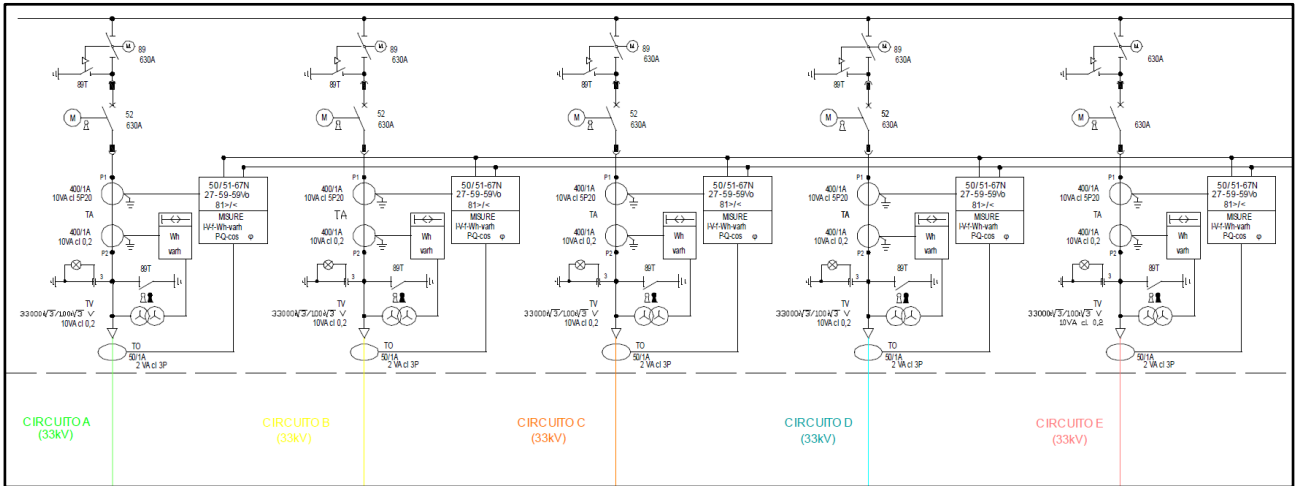 M 89
630A
89T
M 52
630A
P1
400/1A
10VA cl 5P20
TA
400/1A
10VA cl 0,2
P2
50/51-67N
27-59-59Vo
81>/<
MISURE
I-V-f-Wh-varh
P-Q-cos φ
<->
Wh
varh
3
89T
TV
33000/√3/100/√3 V
10VA cl 0,2
TO
50/1A
2 VA cl 3P
CIRCUITO A
(33kV)
M 89
630A
89T
M 52
630A
P1
400/1A
10VA cl 5P20
TA
400/1A
10VA cl 0,2
P2
50/51-67N
27-59-59Vo
81>/<
MISURE
I-V-f-Wh-varh
P-Q-cos φ
<->
Wh
varh
3
89T
TV
33000/√3/100/√3 V
10VA cl 0,2
TO
50/1A
2 VA cl 3P
CIRCUITO B
(33kV)
M 89
630A
89T
M 52
630A
P1
400/1A
10VA cl 5P20
TA
400/1A
10VA cl 0,2
P2
50/51-67N
27-59-59Vo
81>/<
MISURE
I-V-f-Wh-varh
P-Q-cos φ
<->
Wh
varh
3
89T
TV
33000/√3/100/√3 V
10VA cl 0,2
TO
50/1A
2 VA cl 3P
CIRCUITO C
(33kV)
M 89
630A
89T
M 52
630A
P1
400/1A
10VA cl 5P20
TA
400/1A
10VA cl 0,2
P2
50/51-67N
27-59-59Vo
81>/<
MISURE
I-V-f-Wh-varh
P-Q-cos φ
<->
Wh
varh
3
89T
TV
33000/√3/100/√3 V
10VA cl 0,2
TO
50/1A
2 VA cl 3P
CIRCUITO D
(33kV)
M
630A
M
630A
P1
400/1A
10VA cl 5P20
TA
400/1A
10VA cl 0,2
P2
50/51-67N
27-59-59Vo
81>/<
MISURE
I-V-f-Wh-varh
P-Q-cos φ
<->
Wh
varh
3
89T
TV
33000/√3/100/√3 V
10VA cl 0,2
TO
50/1A
2 VA cl 3P
CIRCUITO E
(33kV)